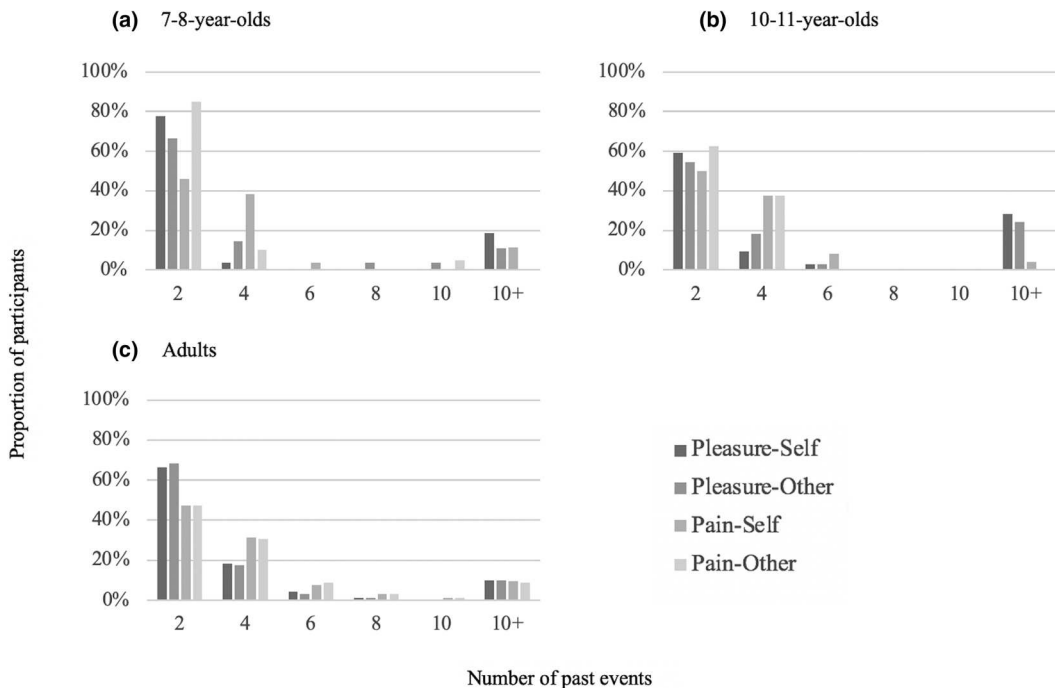 (a) 7-8-year-olds
100%
80%
60%
40%
20%
0%
2 4 6 8 10 10+
(b) 10-11-year-olds
100%
80%
60%
40%
20%
0%
2 4 6 8 10 10+
(c) Adults
100%
80%
60%
40%
20%
0%
2 4 6 8 10 10+
Pleasure-Self
Pleasure-Other
Pain-Self
Pain-Other
Proportion of participants
Number of past events